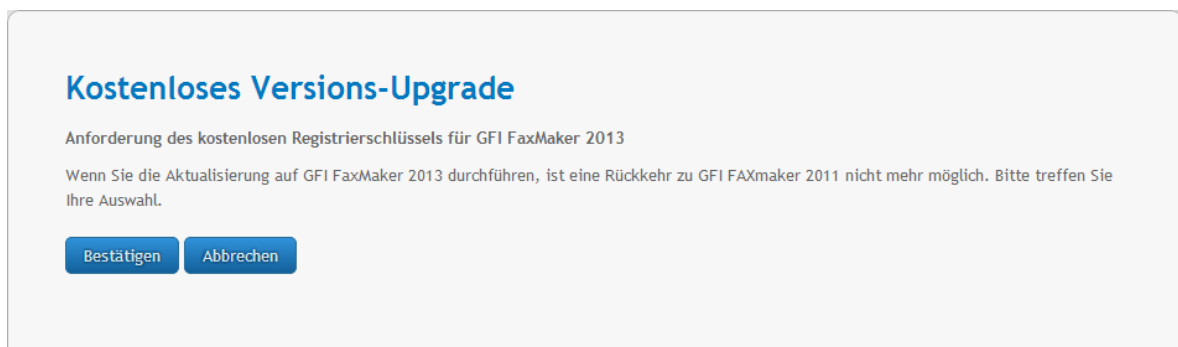 Kostenloses Versions-Upgrade
Anforderung des kostenlosen Registrierschlüssels für GFI FaxMaker 2013
Wenn Sie die Aktualisierung auf GFI FaxMaker 2013 durchführen, ist eine Rückkehr zu GFI FAXmaker 2011 nicht mehr möglich. Bitte treffen Sie
Ihre Auswahl.
Bestätigen Abbrechen